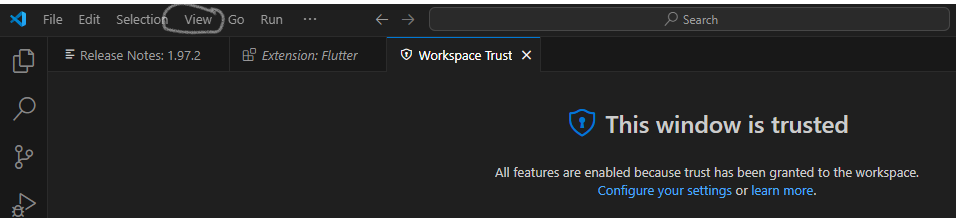 File Edit Selection View Go Run ··· Search
Release Notes: 1.97.2 Extension: Flutter Workspace Trust
This window is trusted
All features are enabled because trust has been granted to the workspace.
Configure your settings or learn more.